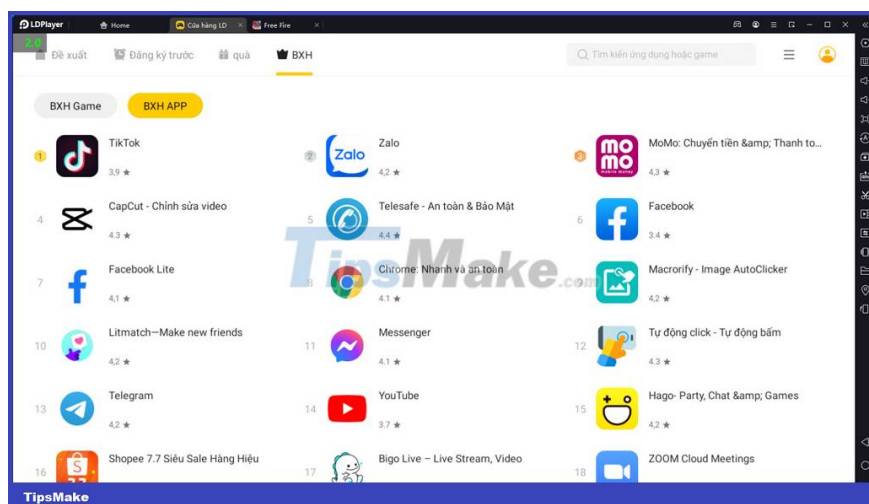 LDPlayer
Home
Cửa hàng LD
Free Fire
2.0
Đề xuất
Đăng ký trước
quà
BXH
Tìm kiếm ứng dụng hoặc game
BXH Game
BXH APP
1
TikTok
3,9 ★
2
Zalo
Zalo
4,2 ★
3
mo
mo
MoMo: Chuyển tiền &amp; Thanh to...
4,3 ★
4
CapCut - Chỉnh sửa video
4.3 ★
5
Telesafe - An toàn & Bảo Mật
4.4 ★
6
Facebook
3.4 ★
7
Facebook Lite
4,1 ★
8
Chrome: Nhanh và an toàn
4.1 ★
9
Macrorify - Image AutoClicker
4,2 ★
TipsMake.com
10
Litmatch—Make new friends
4,2 ★
11
Messenger
4.1 ★
12
Tự động click - Tự động bấm
4.3 ★
13
Telegram
4,2 ★
14
YouTube
3.7 ★
15
Hago- Party, Chat &amp; Games
4,2 ★
16
Shopee 7.7 Siêu Sale Hàng Hiệu
17
Bigo Live – Live Stream, Video
18
ZOOM Cloud Meetings
TipsMake